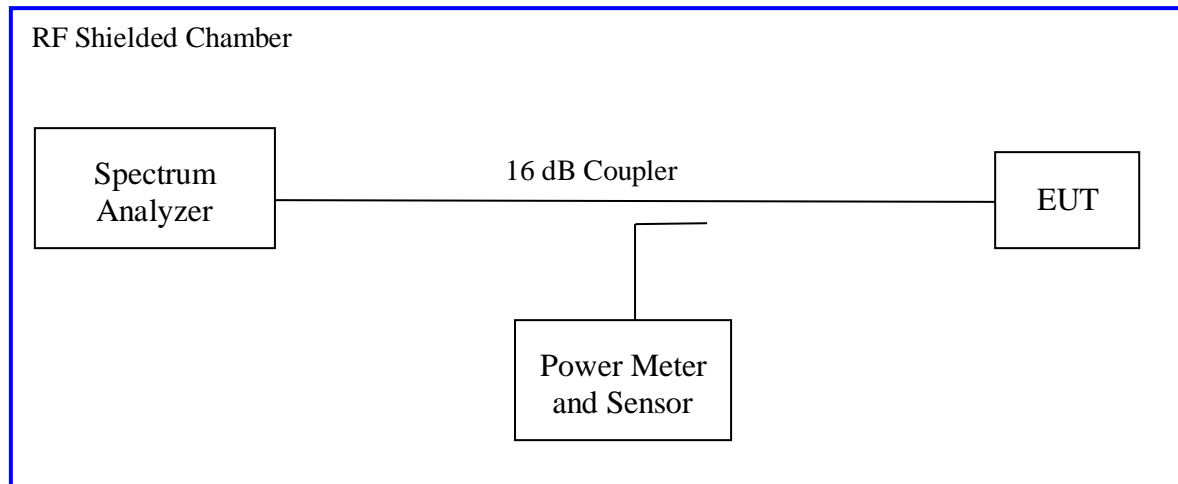 RF Shielded Chamber
Spectrum
Analyzer
16 dB Coupler
EUT
Power Meter
and Sensor